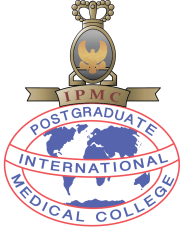 IPMC
POSTGRADUATE
INTERNATIONAL
MEDICAL COLLEGE